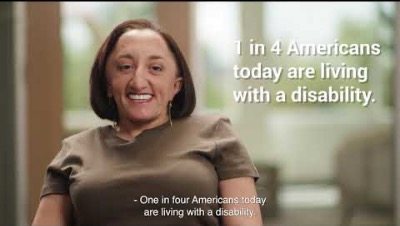 1 in 4 Americans
today are living
with a disability.
- One in four Americans today
are living with a disability.